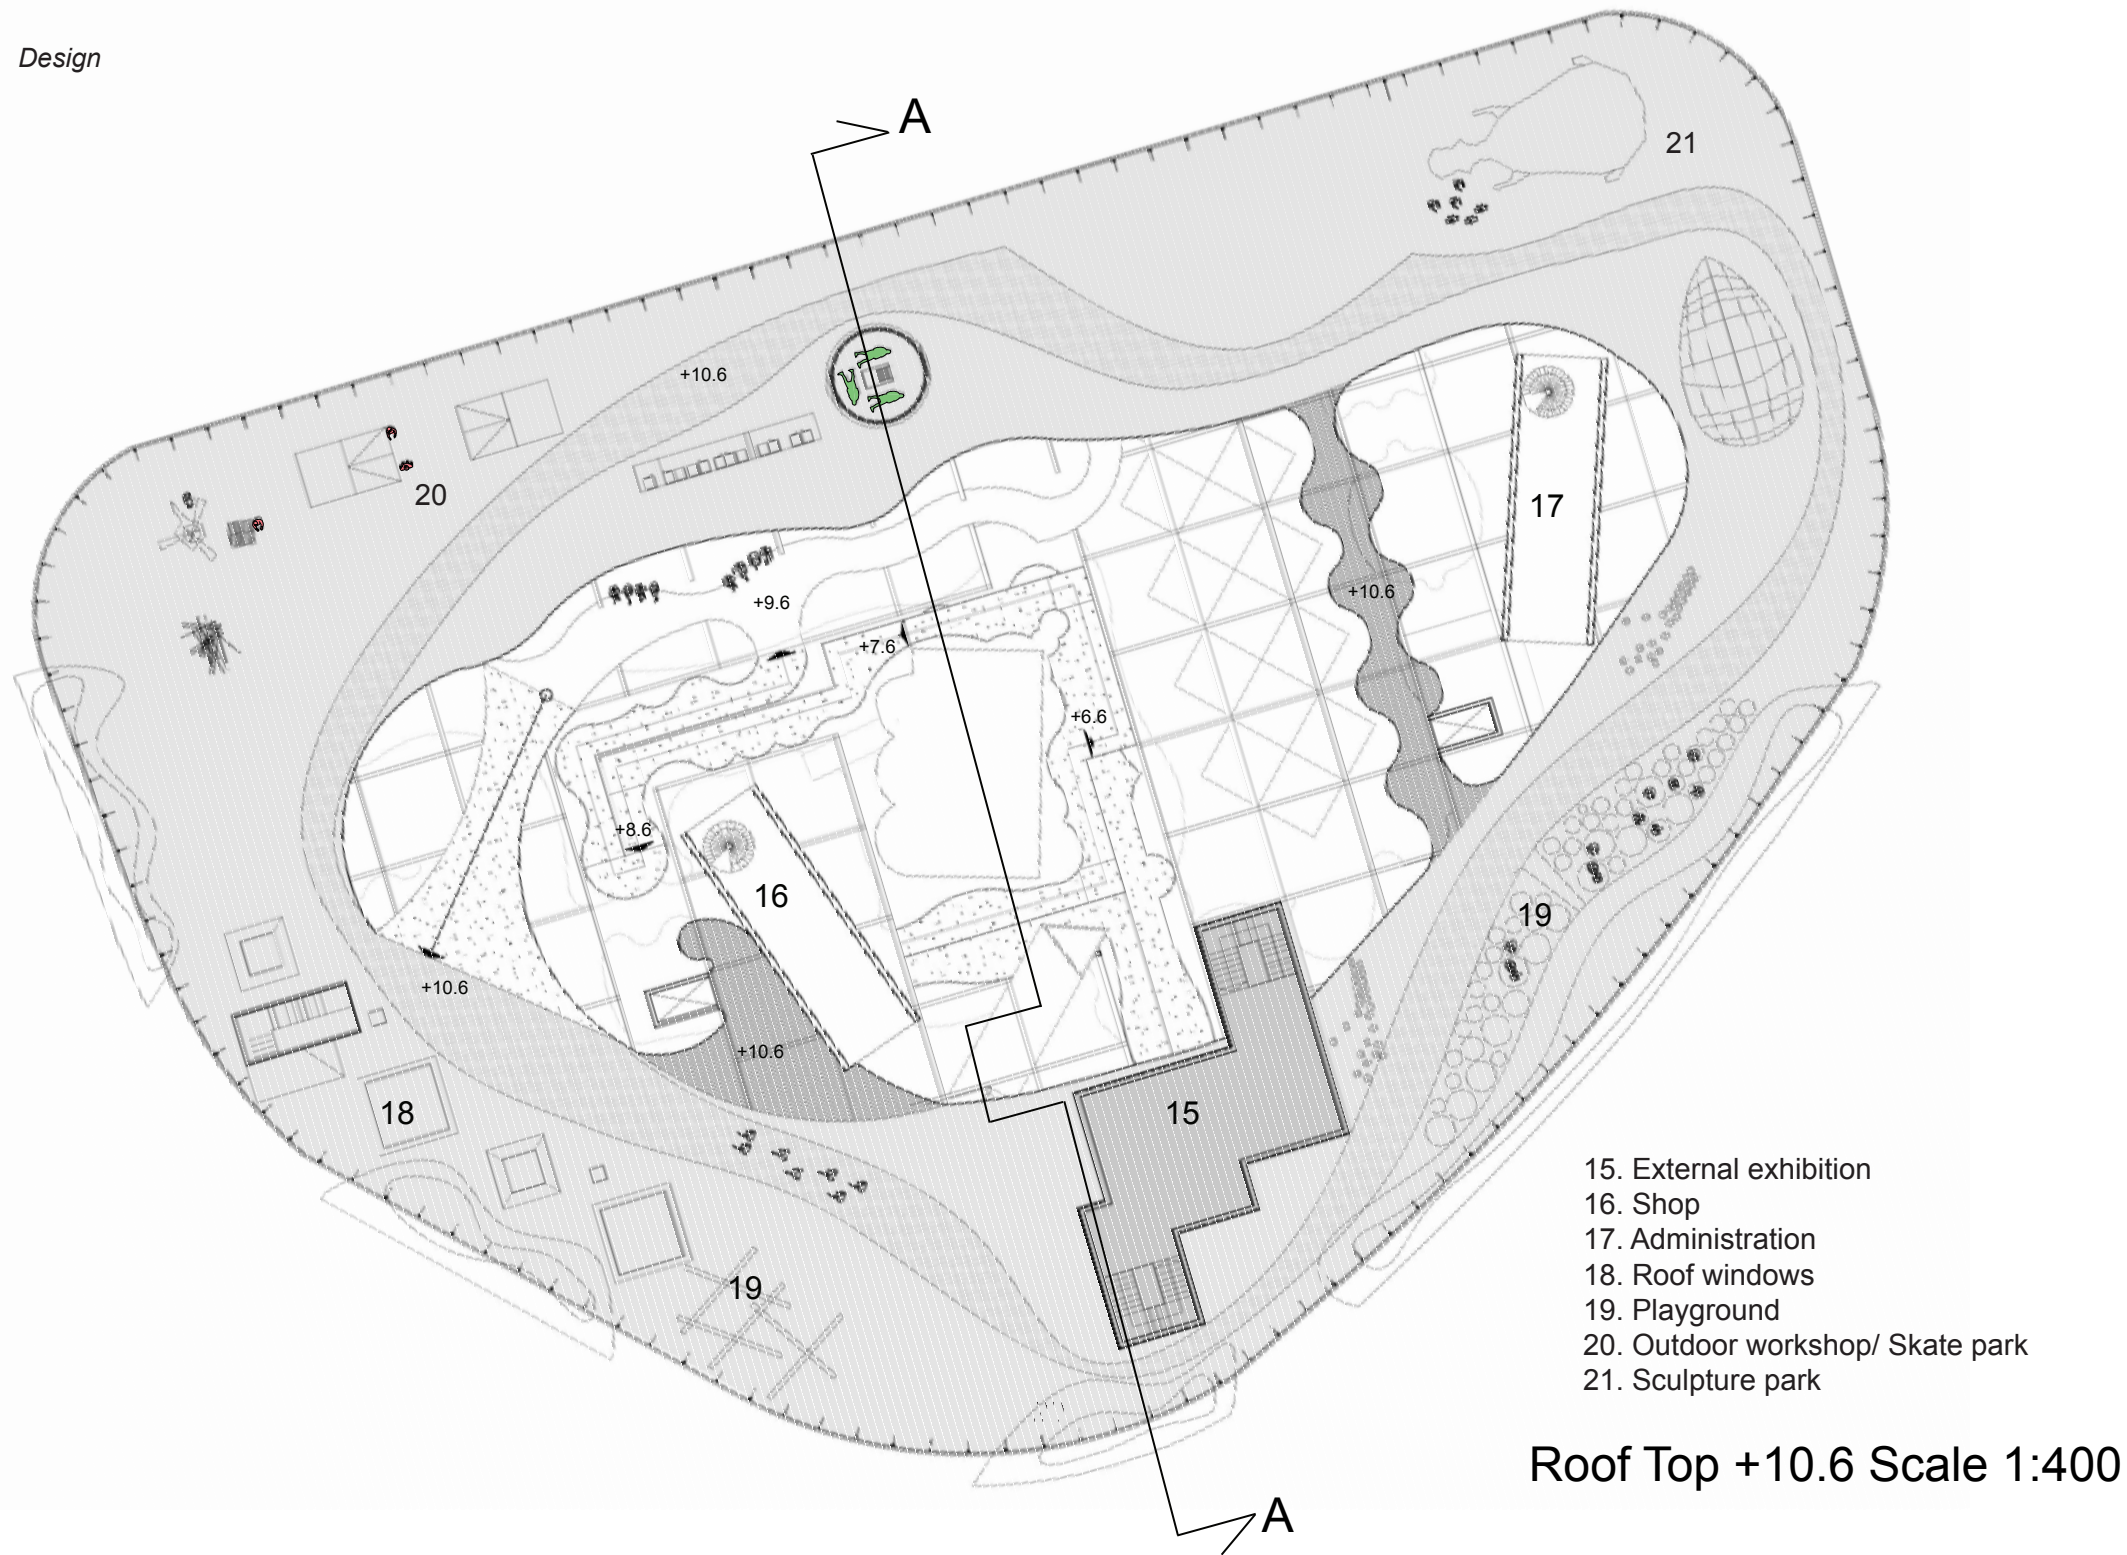 Design
A
21
+10.6
20
17
+10.6
+9.6
+7.6
+6.6
+8.6
16
19
+10.6
+10.6
18
15
19
15. External exhibition
16. Shop
17. Administration
18. Roof windows
19. Playground
20. Outdoor workshop/ Skate park
21. Sculpture park
Roof Top +10.6 Scale 1:400
A